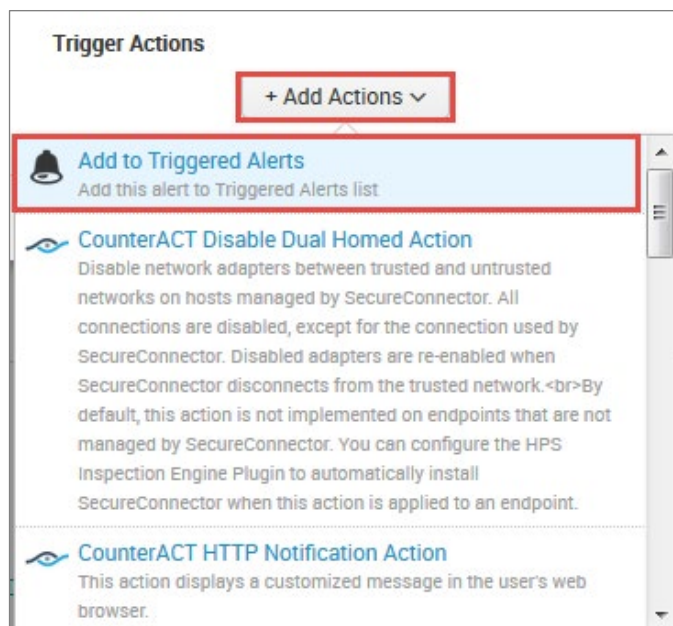 Trigger Actions
+ Add Actions
Add to Triggered Alerts
Add this alert to Triggered Alerts list
CounterACT Disable Dual Homed Action
Disable network adapters between trusted and untrusted
networks on hosts managed by SecureConnector. All
connections are disabled, except for the connection used by
SecureConnector. Disabled adapters are re-enabled when
SecureConnector disconnects from the trusted network.<br>By
default, this action is not implemented on endpoints that are not
managed by SecureConnector. You can configure the HPS
Inspection Engine Plugin to automatically install
SecureConnector when this action is applied to an endpoint.
CounterACT HTTP Notification Action
This action displays a customized message in the user's web
browser.